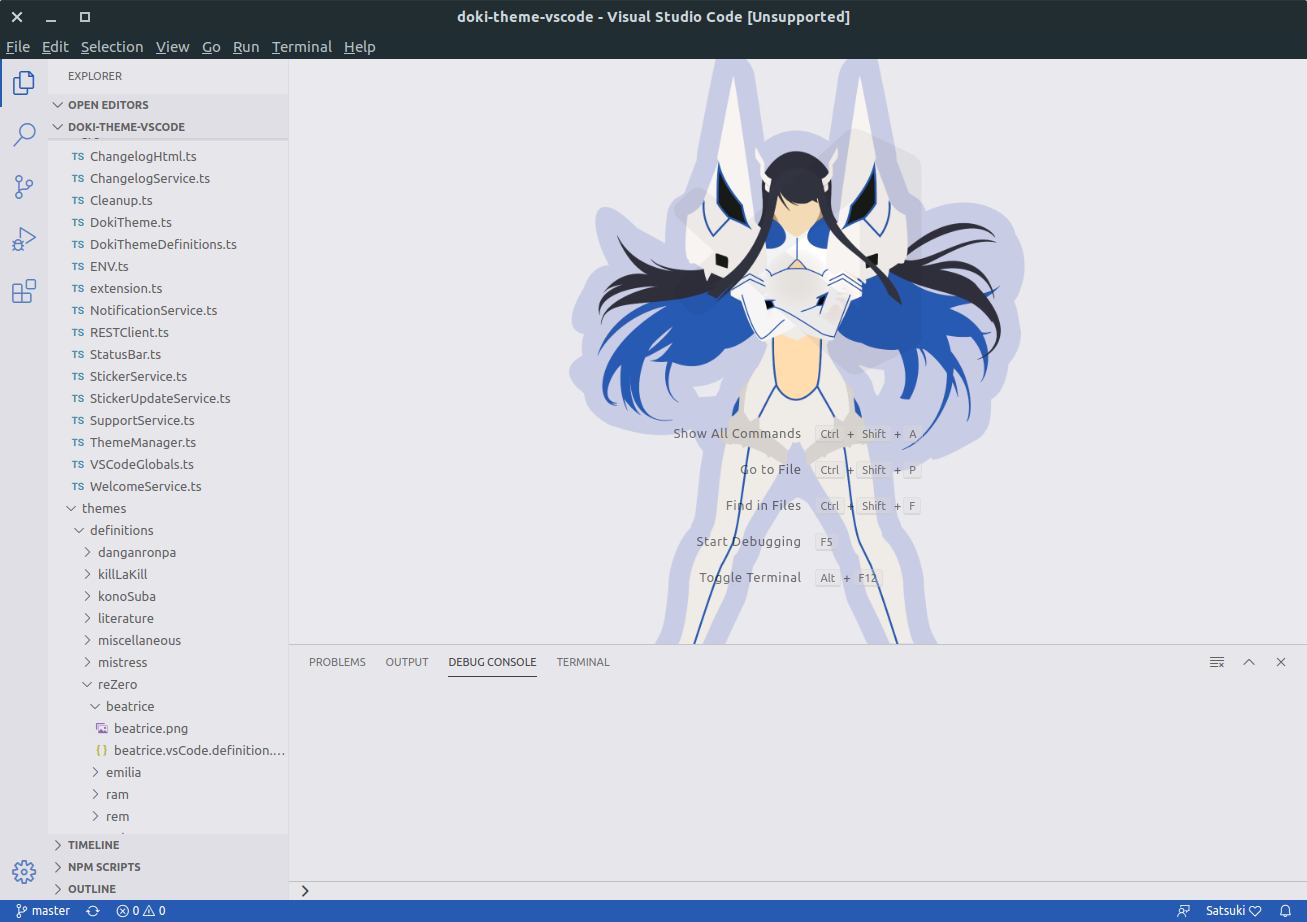 doki-theme-vscode - Visual Studio Code [Unsupported]
File Edit Selection View Go Run Terminal Help
EXPLORER
OPEN EDITORS
DOKI-THEME-VSCODE
TS ChangelogHtml.ts
TS ChangelogService.ts
TS Cleanup.ts
TS DokiTheme.ts
TS DokiThemeDefinitions.ts
TS ENV.ts
TS extension.ts
TS NotificationService.ts
TS RESTClient.ts
TS StatusBar.ts
TS StickerService.ts
TS StickerUpdateService.ts
TS SupportService.ts
TS ThemeManager.ts
TS VSCodeGlobals.ts
TS WelcomeService.ts
themes
definitions
danganronpa
killLaKill
konoSuba
literature
miscellaneous
mistress
reZero
beatrice
beatrice.png
{} beatrice.vsCode.definition....
emilia
ram
rem
TIMELINE
NPM SCRIPTS
OUTLINE
Show All Commands Ctrl + Shift + A
Go to File Ctrl + Shift + P
Find in Files Ctrl + Shift + F
Start Debugging F5
Toggle Terminal Alt + F12
PROBLEMS OUTPUT DEBUG CONSOLE TERMINAL
master 0 0 Satsuki ♡